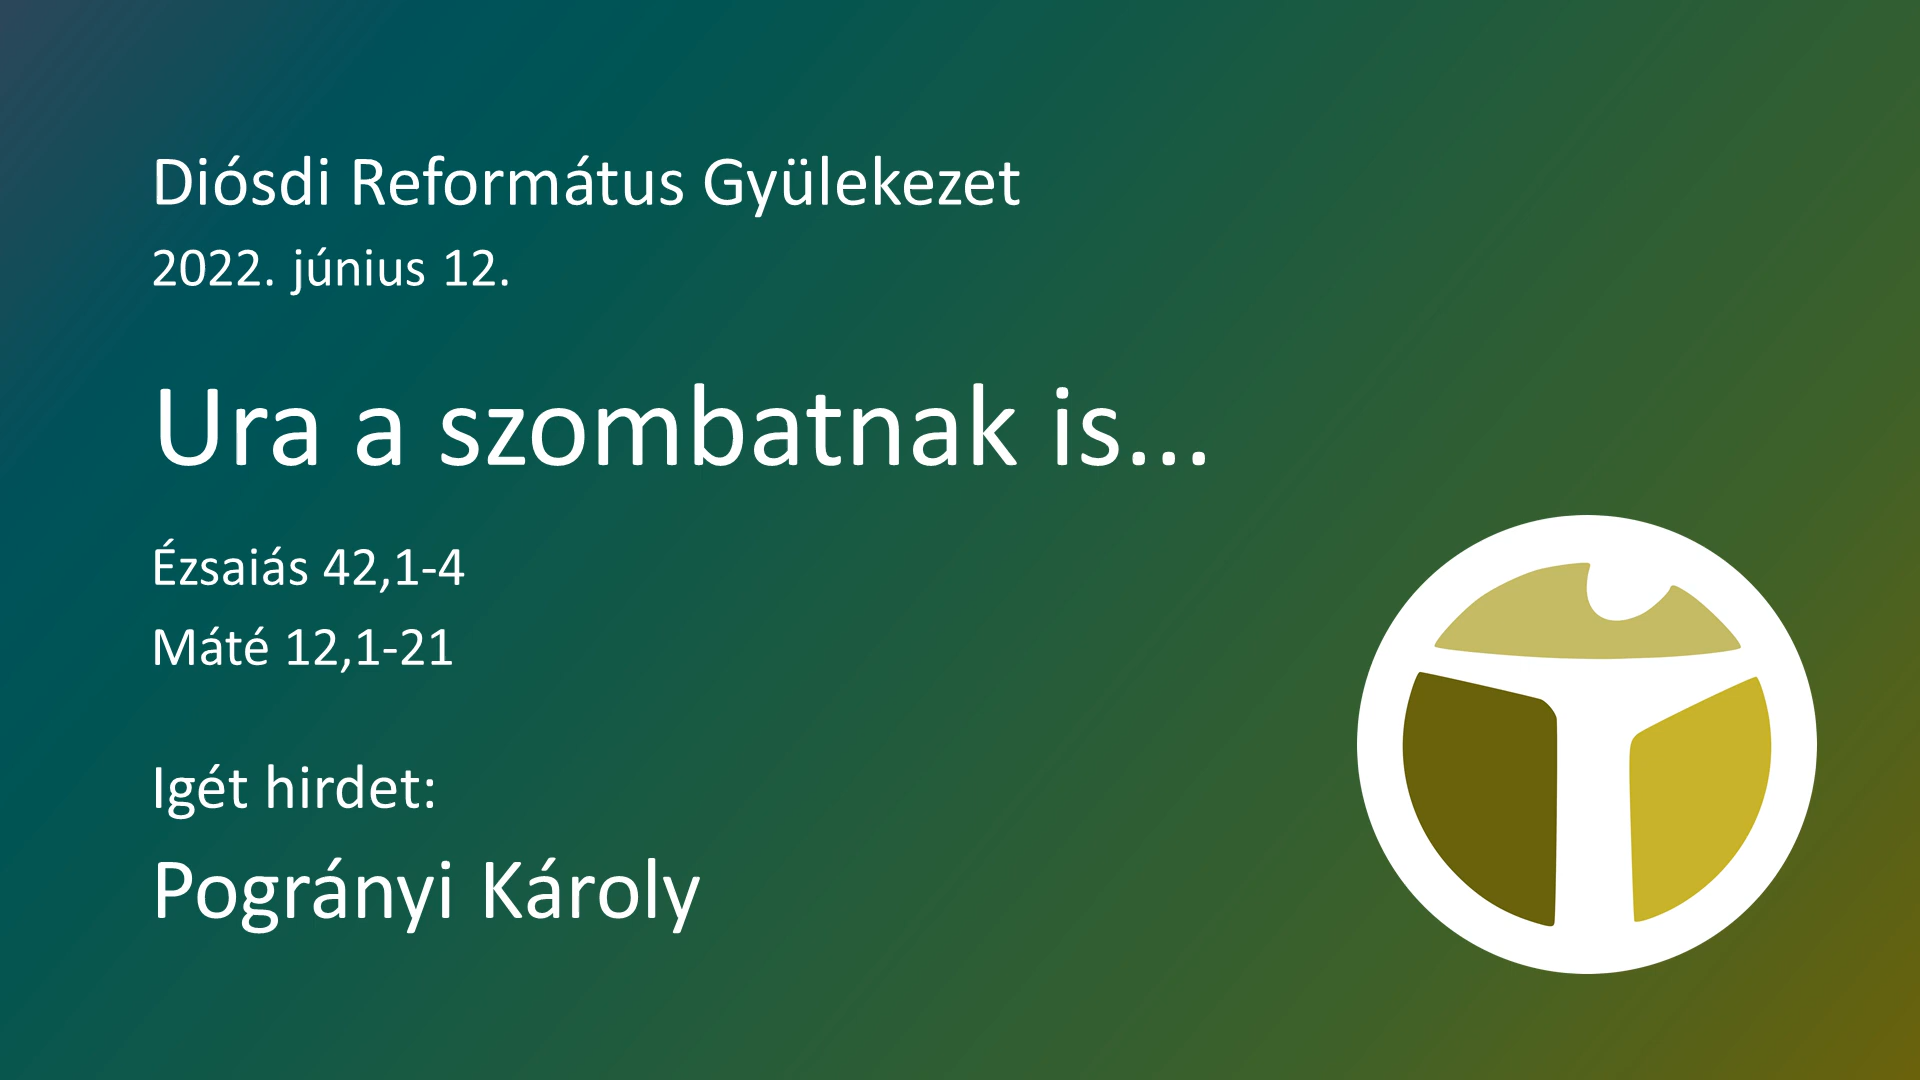 Diósdi Református Gyülekezet
2022. június 12.
Ura a szombatnak is...
Ézsaiás 42,1-4
Máté 12,1-21
Igét hirdet:
Pogrányi Károly